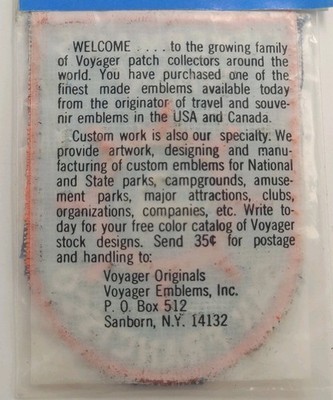 WELCOME .... to the growing family
of Voyager patch collectors around the
world. You have purchased one of the
finest made emblems available today
from the originator of travel and souve-
nir emblems in the USA and Canada.
Custom work is also our specialty. We
provide artwork, designing and manu-
facturing of custom emblems for National
and State parks, campgrounds, amuse-
ment parks, major attractions, clubs,
organizations, companies, etc. Write to-
day for your free color catalog of Voyager
stock designs. Send 35¢ for postage
and handling to:
Voyager Originals
Voyager Emblems, Inc.
P. O. Box 512
Sanborn, N.Y. 14132